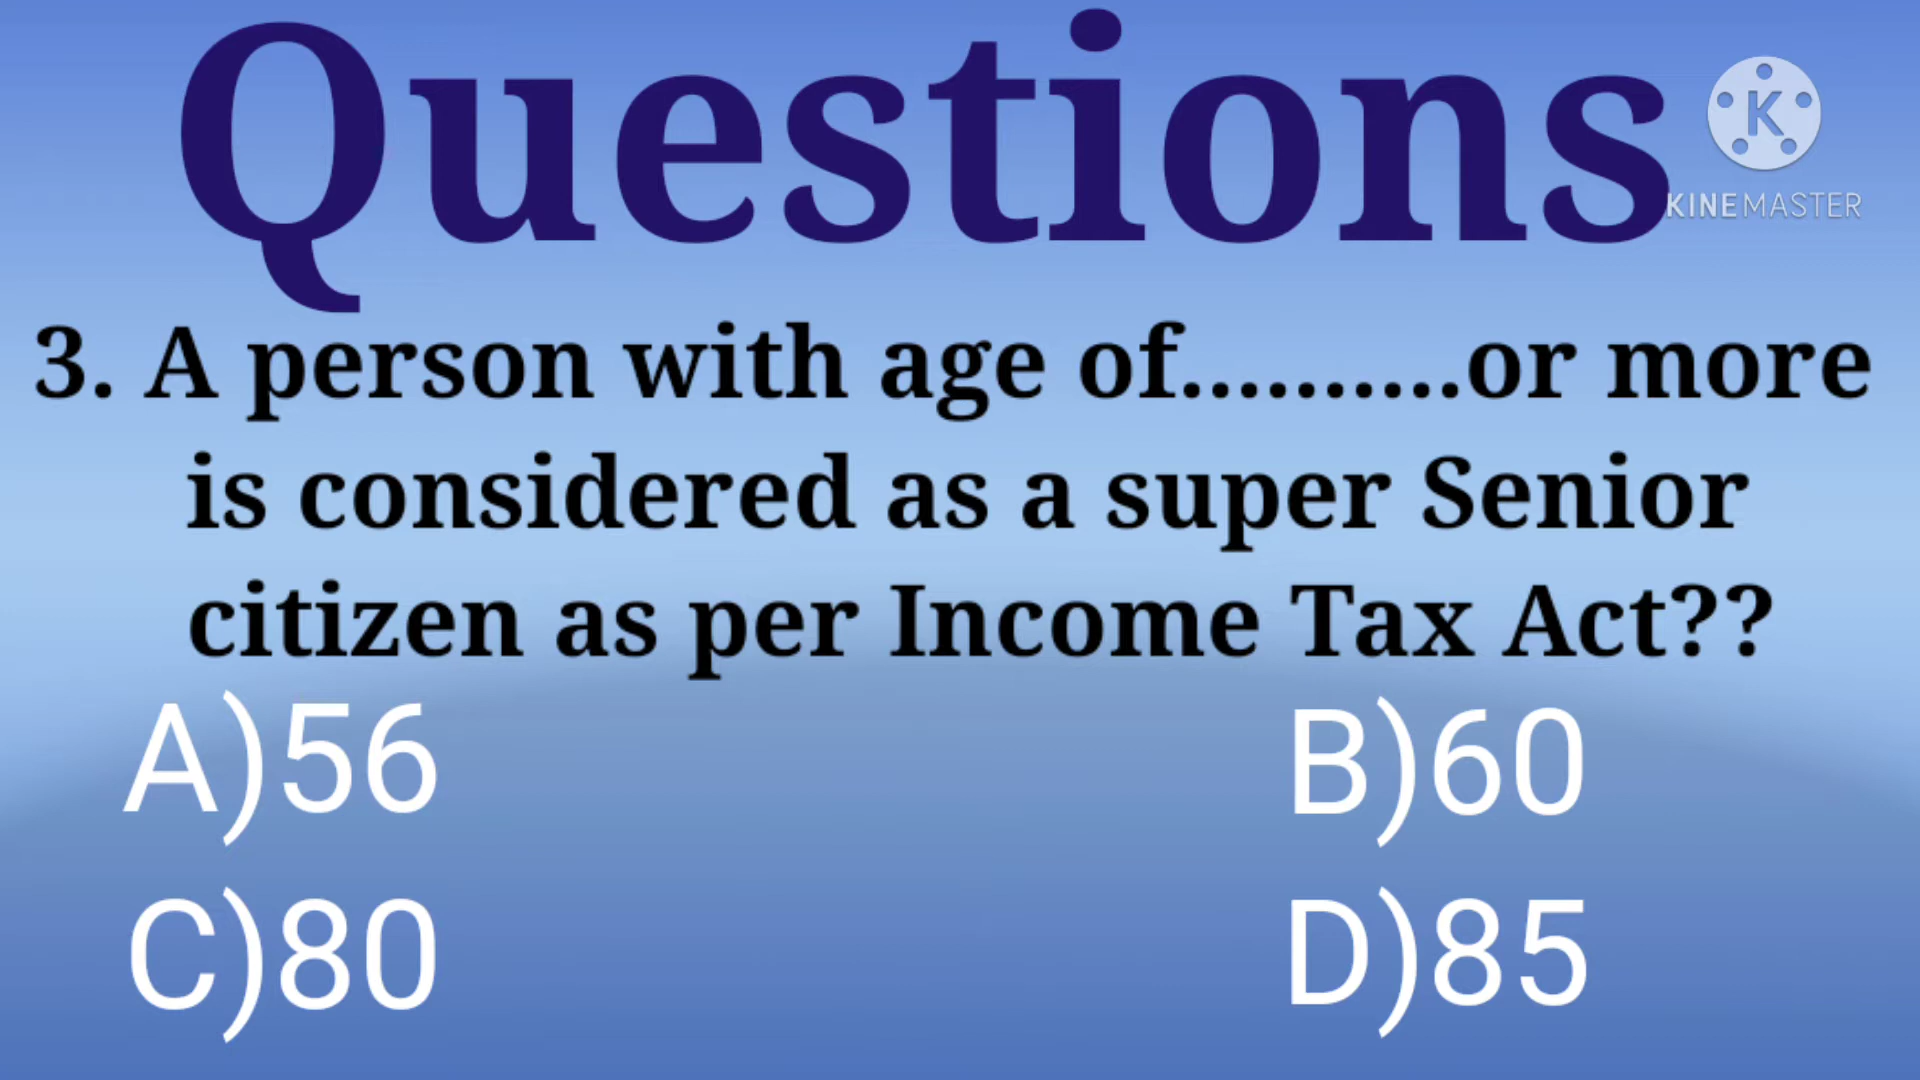 Questions
K
KINEMASTER
3. A person with age of..........or more
is considered as a super Senior
citizen as per Income Tax Act??
A)56
B)60
C)80
D)85